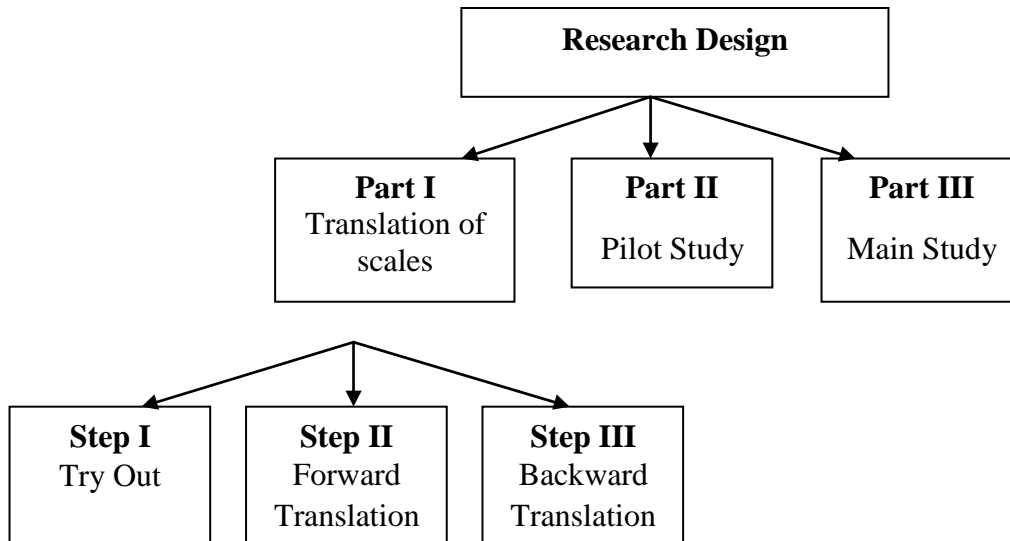 Research Design
Part I
Translation of
scales
Part II
Pilot Study
Part III
Main Study
Step I
Try Out
Step II
Forward
Translation
Step III
Backward
Translation